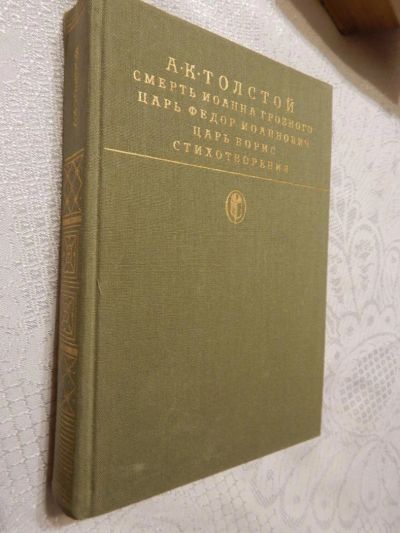 А·К·ТОЛСТОЙ
СМЕРТЬ ИОАННА ГРОЗНОГО
ЦАРЬ ФЕДОР ИОАННОВИЧ
ЦАРЬ БОРИС
СТИХОТВОРЕНИЯ